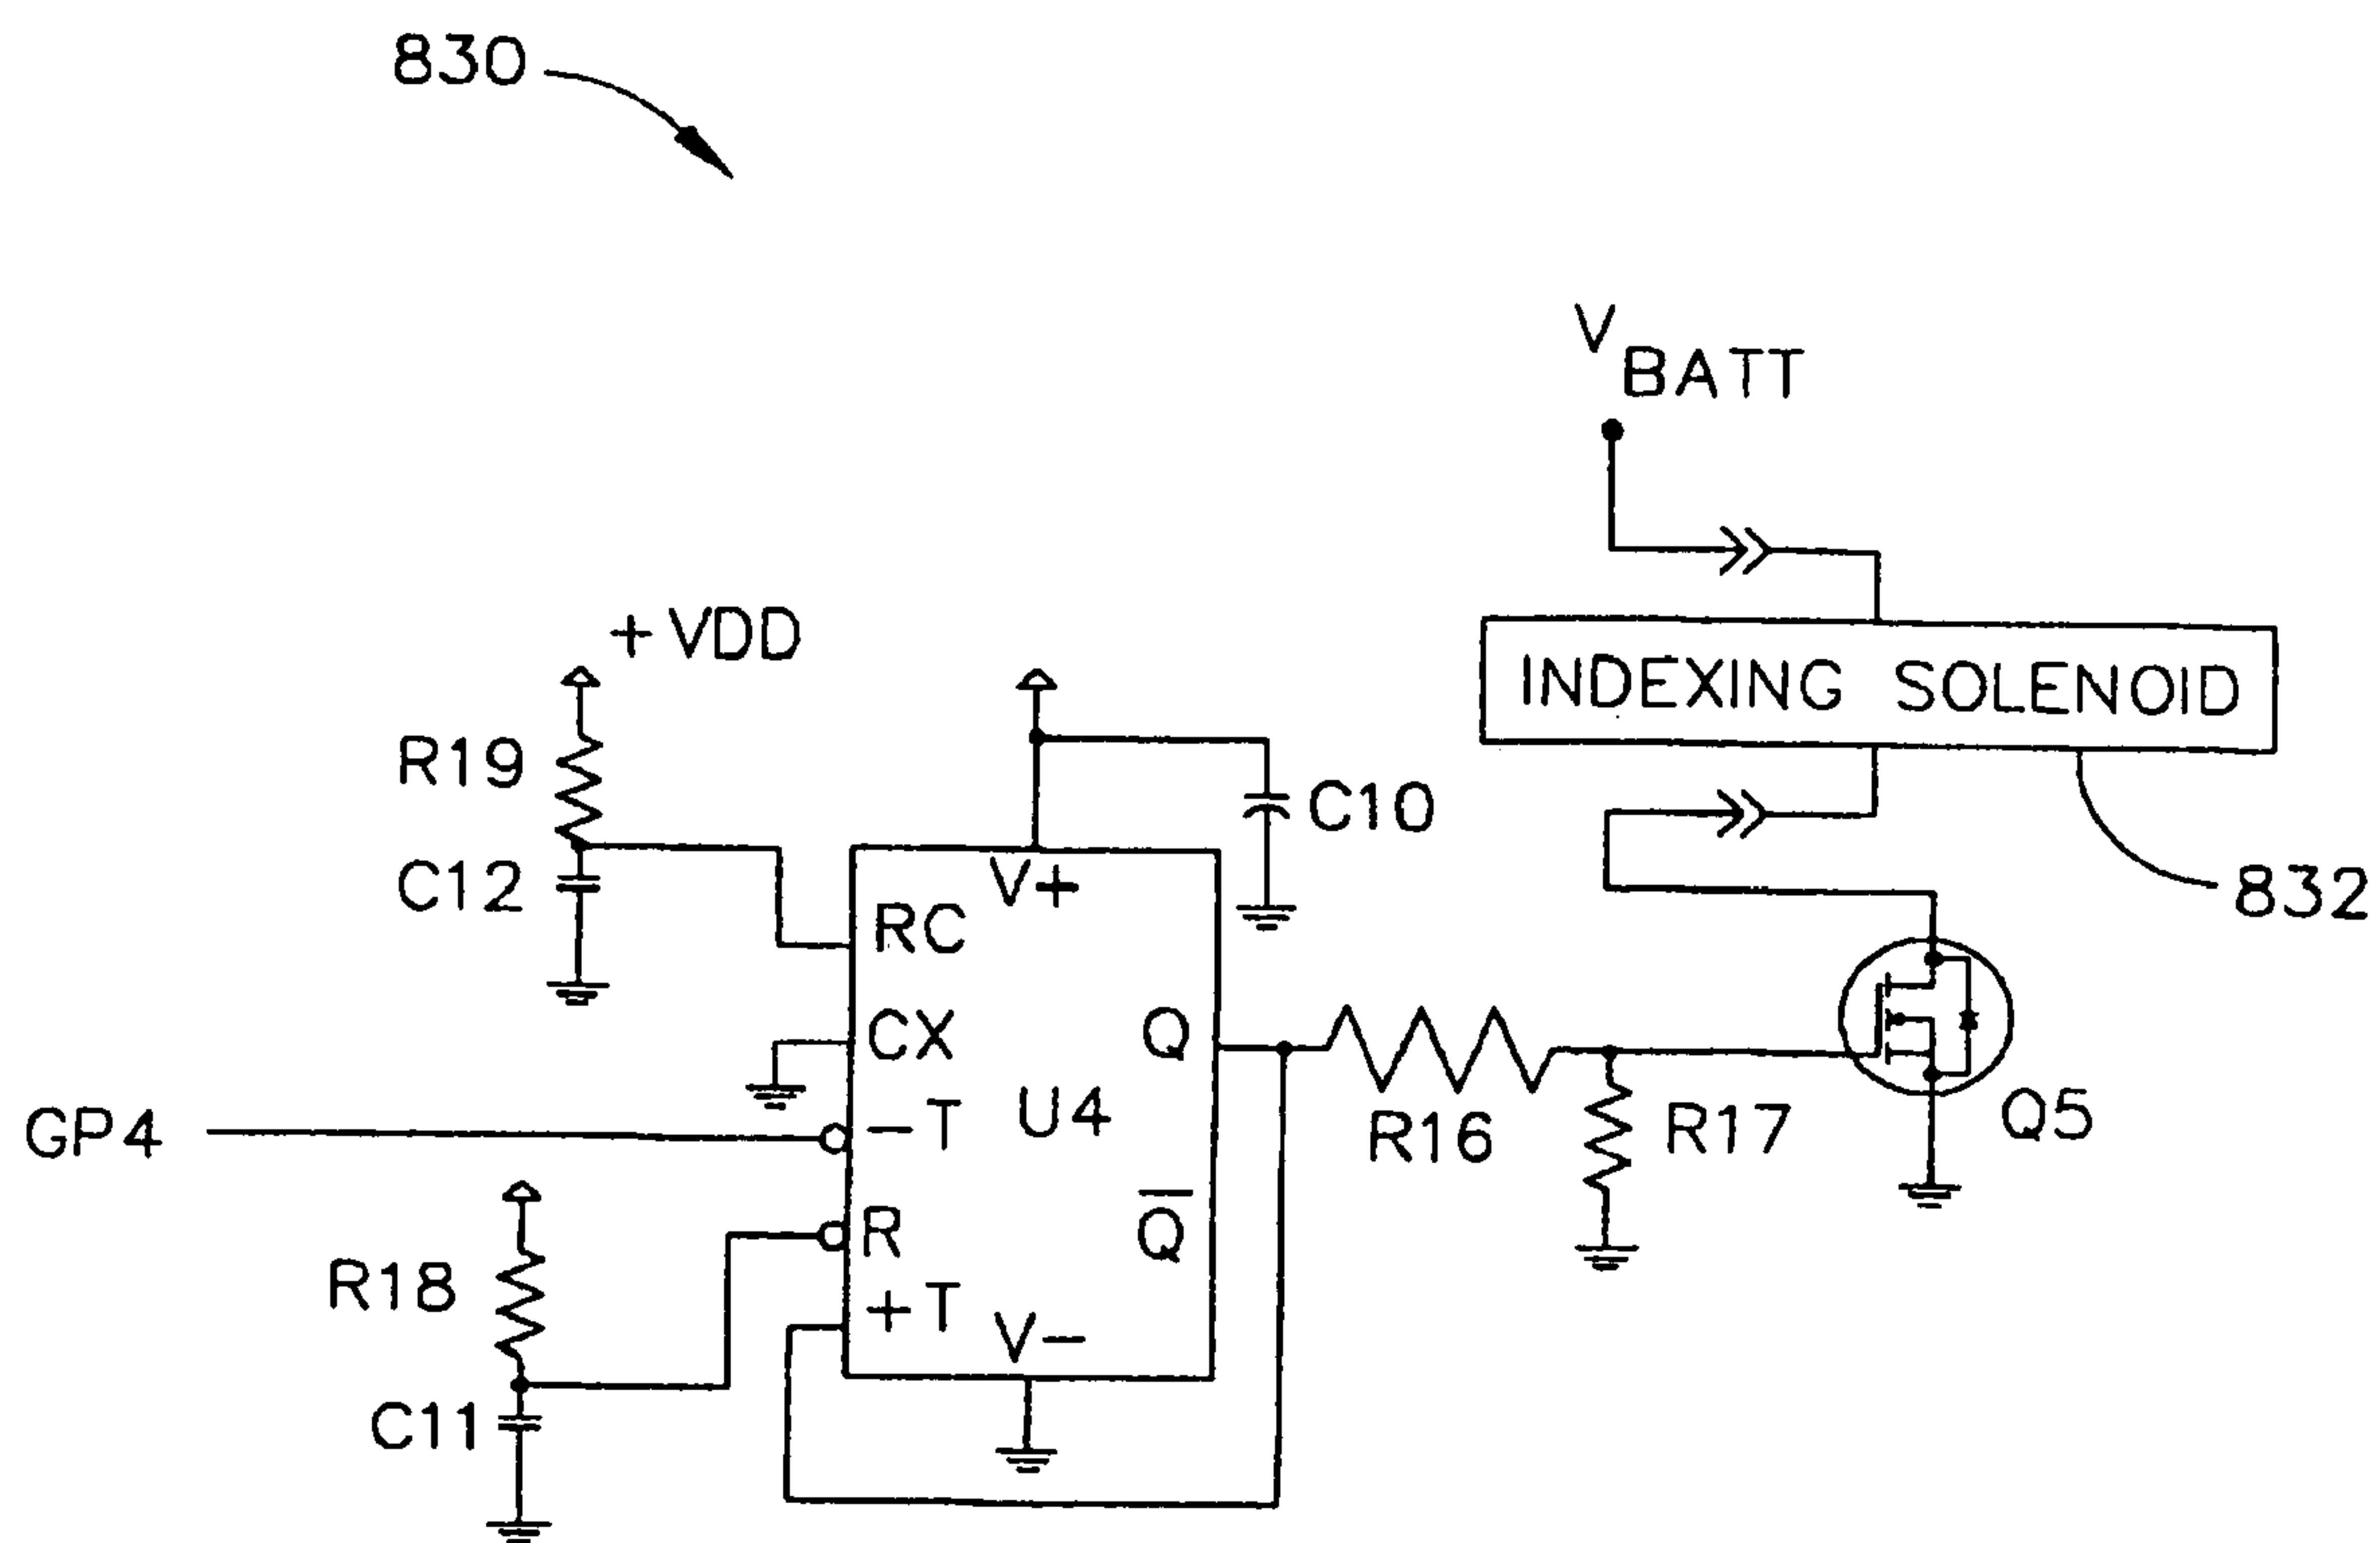 830
V BATT
+VDD
INDEXING SOLENOID
R19
C10
C12
832
V+
RC
CX
Q
GP4
-T
U4
R16
R17
Q5
R
Q̅
R18
+T
V-
C11